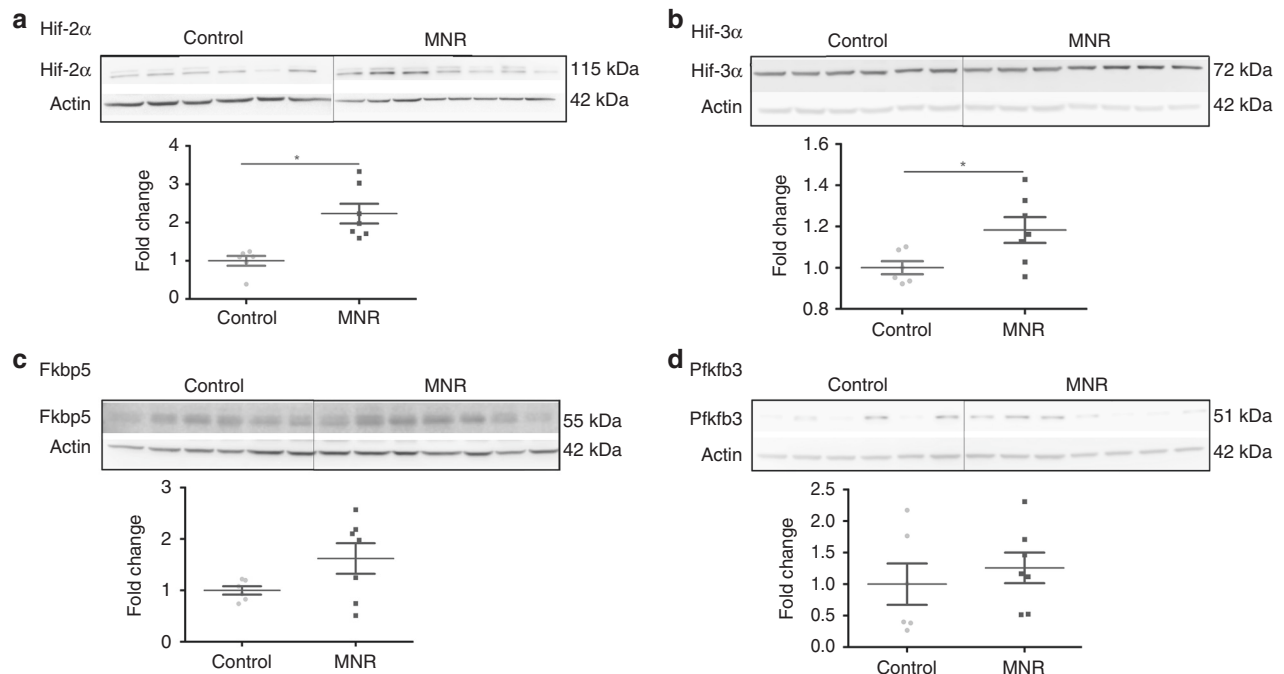 a
Hif-2α
Control MNR
Hif-2α 115 kDa
Actin 42 kDa
4
3
2
1
0
Fold change
*
Control MNR
b
Hif-3α
Control MNR
Hif-3α 72 kDa
Actin 42 kDa
1.6
1.4
1.2
1.0
0.8
Fold change
*
Control MNR
c
Fkbp5
Control MNR
Fkbp5 55 kDa
Actin 42 kDa
3
2
1
0
Fold change
Control MNR
d
Pfkfb3
Control MNR
Pfkfb3 51 kDa
Actin 42 kDa
2.5
2.0
1.5
1.0
0.5
0.0
Fold change
Control MNR